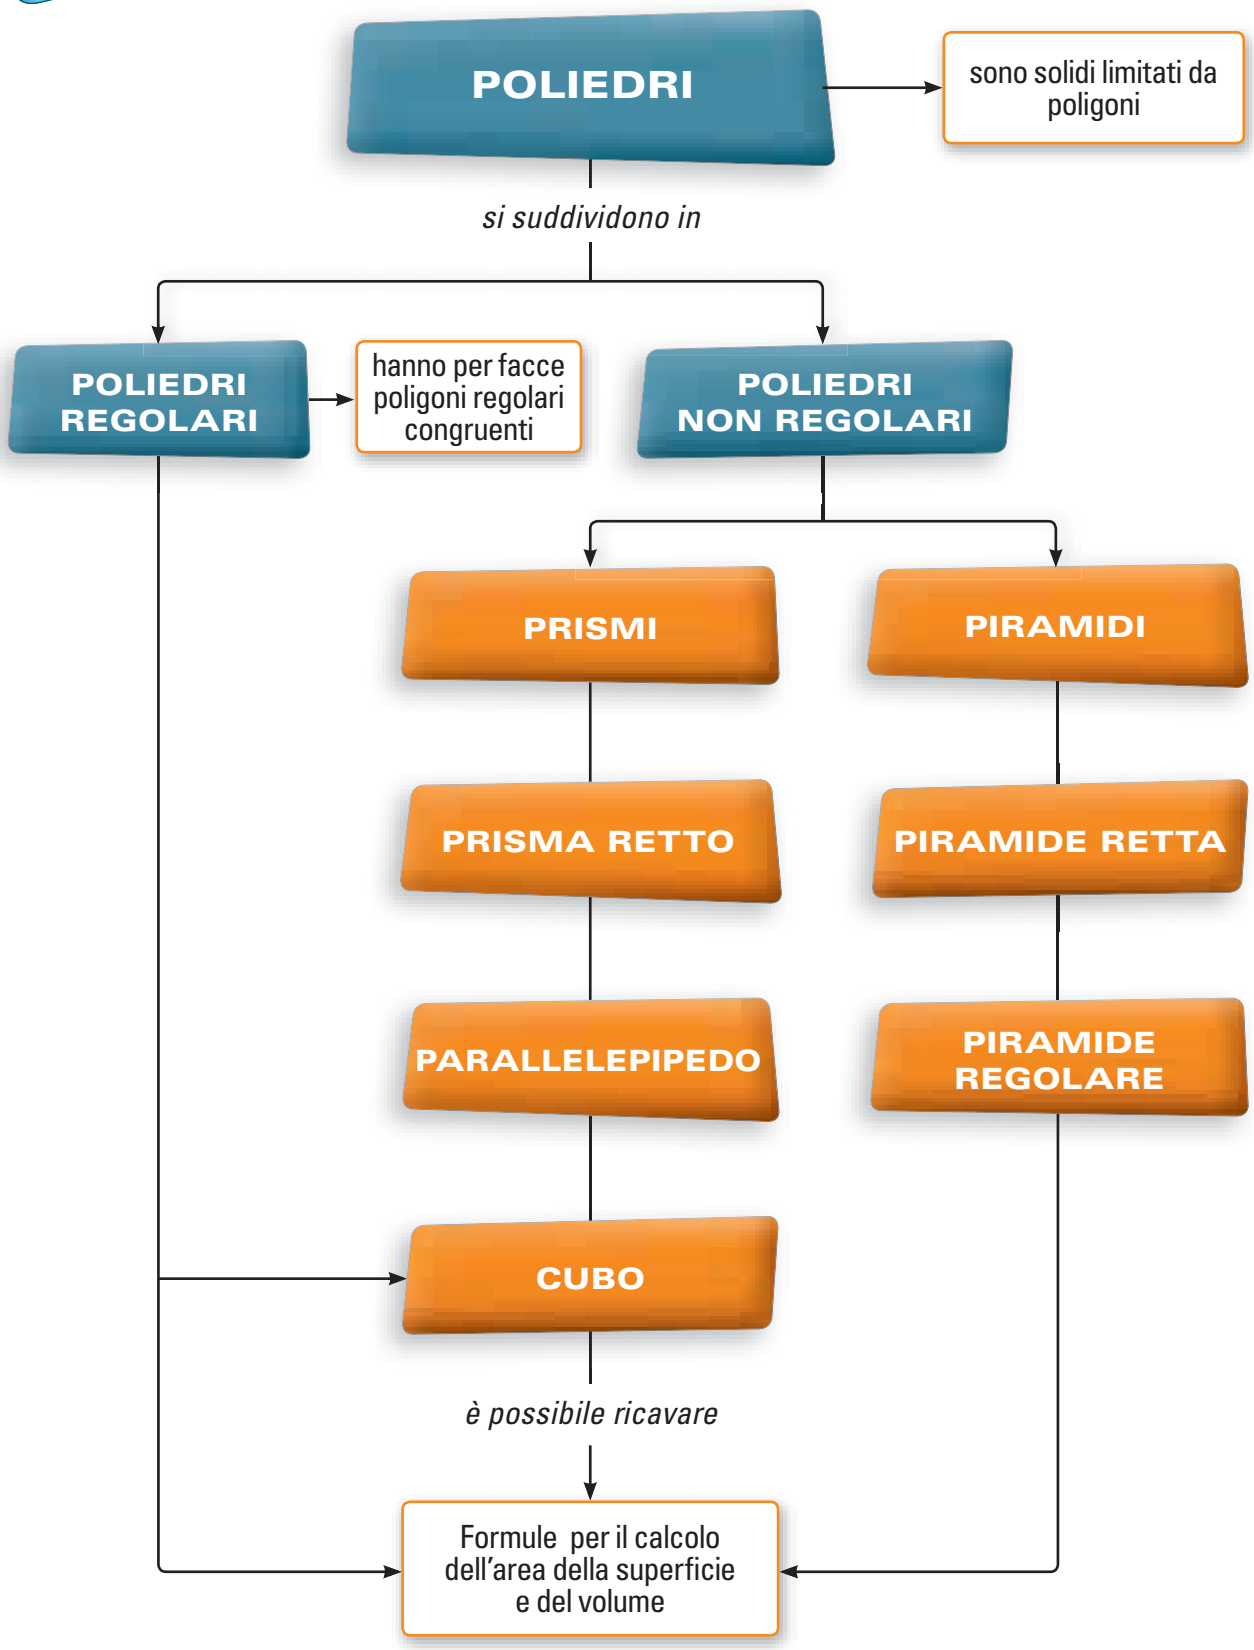 POLIEDRI
sono solidi limitati da
poligoni
si suddividono in
POLIEDRI
REGOLARI
hanno per facce
poligoni regolari
congruenti
POLIEDRI
NON REGOLARI
PRISMI
PIRAMIDI
PRISMA RETTO
PIRAMIDE RETTA
PARALLELEPIPEDO
PIRAMIDE
REGOLARE
CUBO
è possibile ricavare
Formule per il calcolo
dell'area della superficie
e del volume